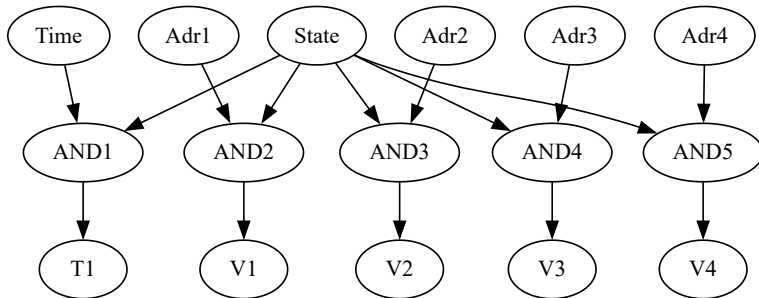 Time
Adr1
State
Adr2
Adr3
Adr4
AND1
AND2
AND3
AND4
AND5
T1
V1
V2
V3
V4